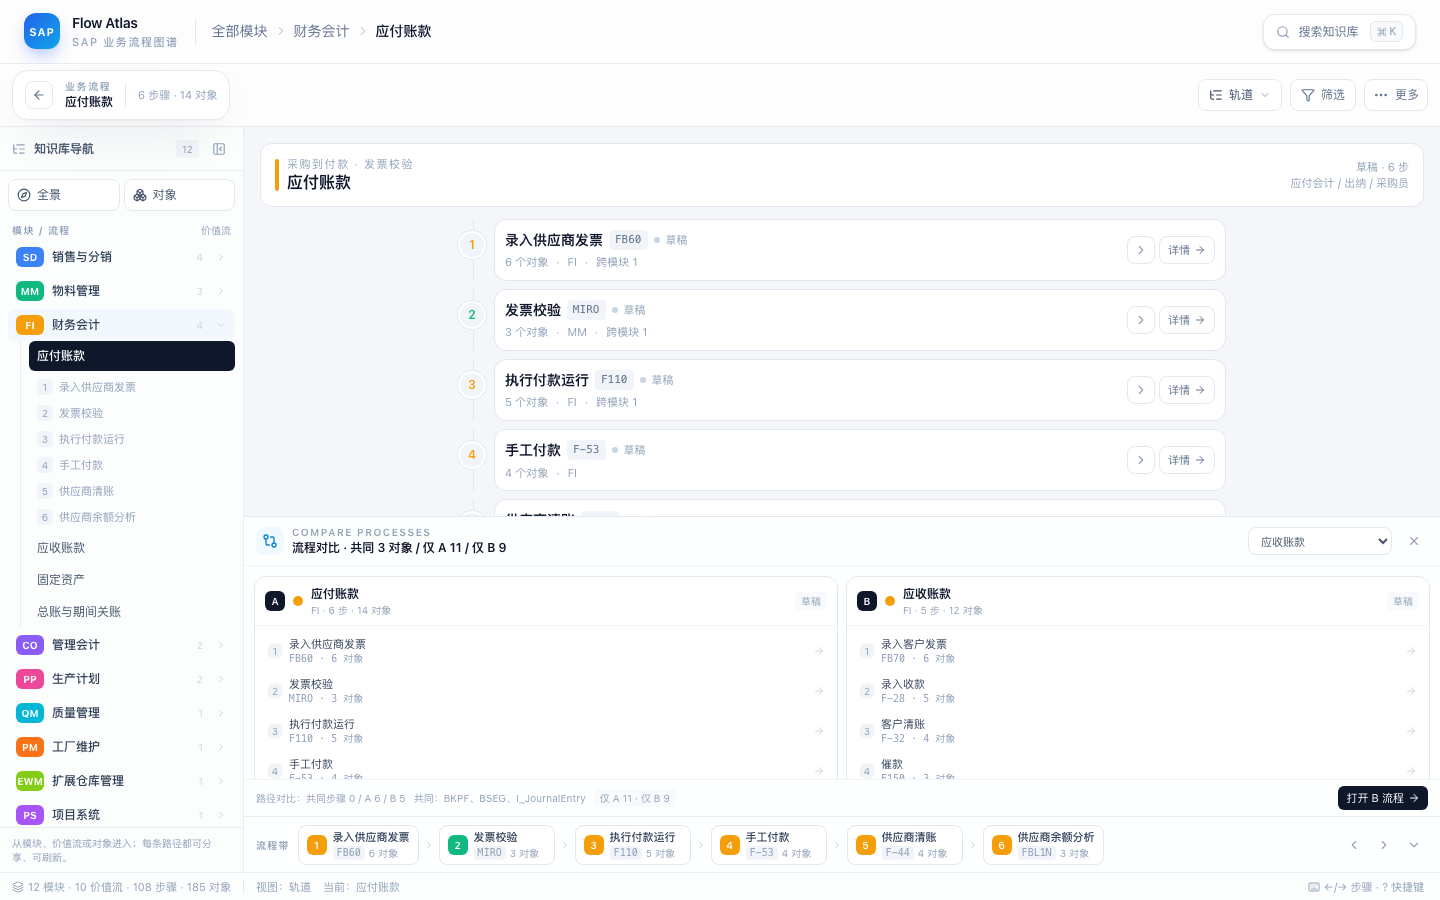 SAP
Flow Atlas
SAP 业务流程图谱
全部模块 > 财务会计 > 应付账款
搜索知识库 ⌘K
业务流程
应付账款
6 步骤 · 14 对象
轨道
筛选
更多
知识库导航 12
全景
对象
模块 / 流程 价值流
SD 销售与分销 4
MM 物料管理 3
FI 财务会计 4
应付账款
1 录入供应商发票
2 发票校验
3 执行付款运行
4 手工付款
5 供应商清账
6 供应商余额分析
应收账款
固定资产
总账与期间关账
CO 管理会计 2
PP 生产计划 2
QM 质量管理 1
PM 工厂维护 1
EWM 扩展仓库管理 1
PS 项目系统 1
从模块、价值流或对象进入；每条路径都可分
享、可刷新。
采购到付款 · 发票校验
应付账款
草稿 · 6 步
应付会计 / 出纳 / 采购员
1 录入供应商发票 FB60 草稿
6 个对象 · FI · 跨模块 1
详情 →
2 发票校验 MIRO 草稿
3 个对象 · MM · 跨模块 1
详情 →
3 执行付款运行 F110 草稿
5 个对象 · FI · 跨模块 1
详情 →
4 手工付款 F-53 草稿
4 个对象 · FI
详情 →
COMPARE PROCESSES
流程对比 · 共同 3 对象 / 仅 A 11 / 仅 B 9
应收账款
A 应付账款
FI · 6 步 · 14 对象
草稿
1 录入供应商发票
FB60 · 6 对象
2 发票校验
MIRO · 3 对象
3 执行付款运行
F110 · 5 对象
4 手工付款
F-53 · 4 对象
B 应收账款
FI · 5 步 · 12 对象
草稿
1 录入客户发票
FB70 · 6 对象
2 录入收款
F-28 · 5 对象
3 客户清账
F-32 · 4 对象
4 催款
F150 · 3 对象
路径对比：共同步骤 0 / A 6 / B 5 共同：BKPF、BSEG、I_JournalEntry 仅 A 11 · 仅 B 9
打开 B 流程 →
流程带
1 录入供应商发票
FB60 6 对象
2 发票校验
MIRO 3 对象
3 执行付款运行
F110 5 对象
4 手工付款
F-53 4 对象
5 供应商清账
F-44 4 对象
6 供应商余额分析
FBL1N 3 对象
12 模块 · 10 价值流 · 108 步骤 · 185 对象
视图：轨道 当前：应付账款
←/→ 步骤 · ? 快捷键